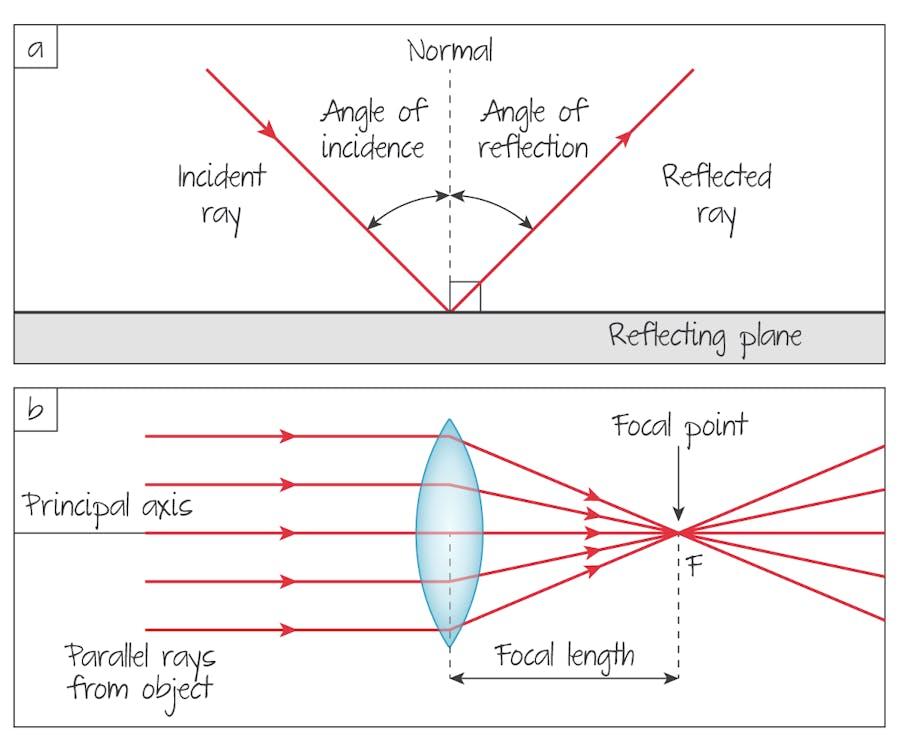 a
Normal
Angle of
incidence
Angle of
reflection
Incident
ray
Reflected
ray
Reflecting plane
b
Focal point
Principal axis
F
Parallel rays
from object
Focal length